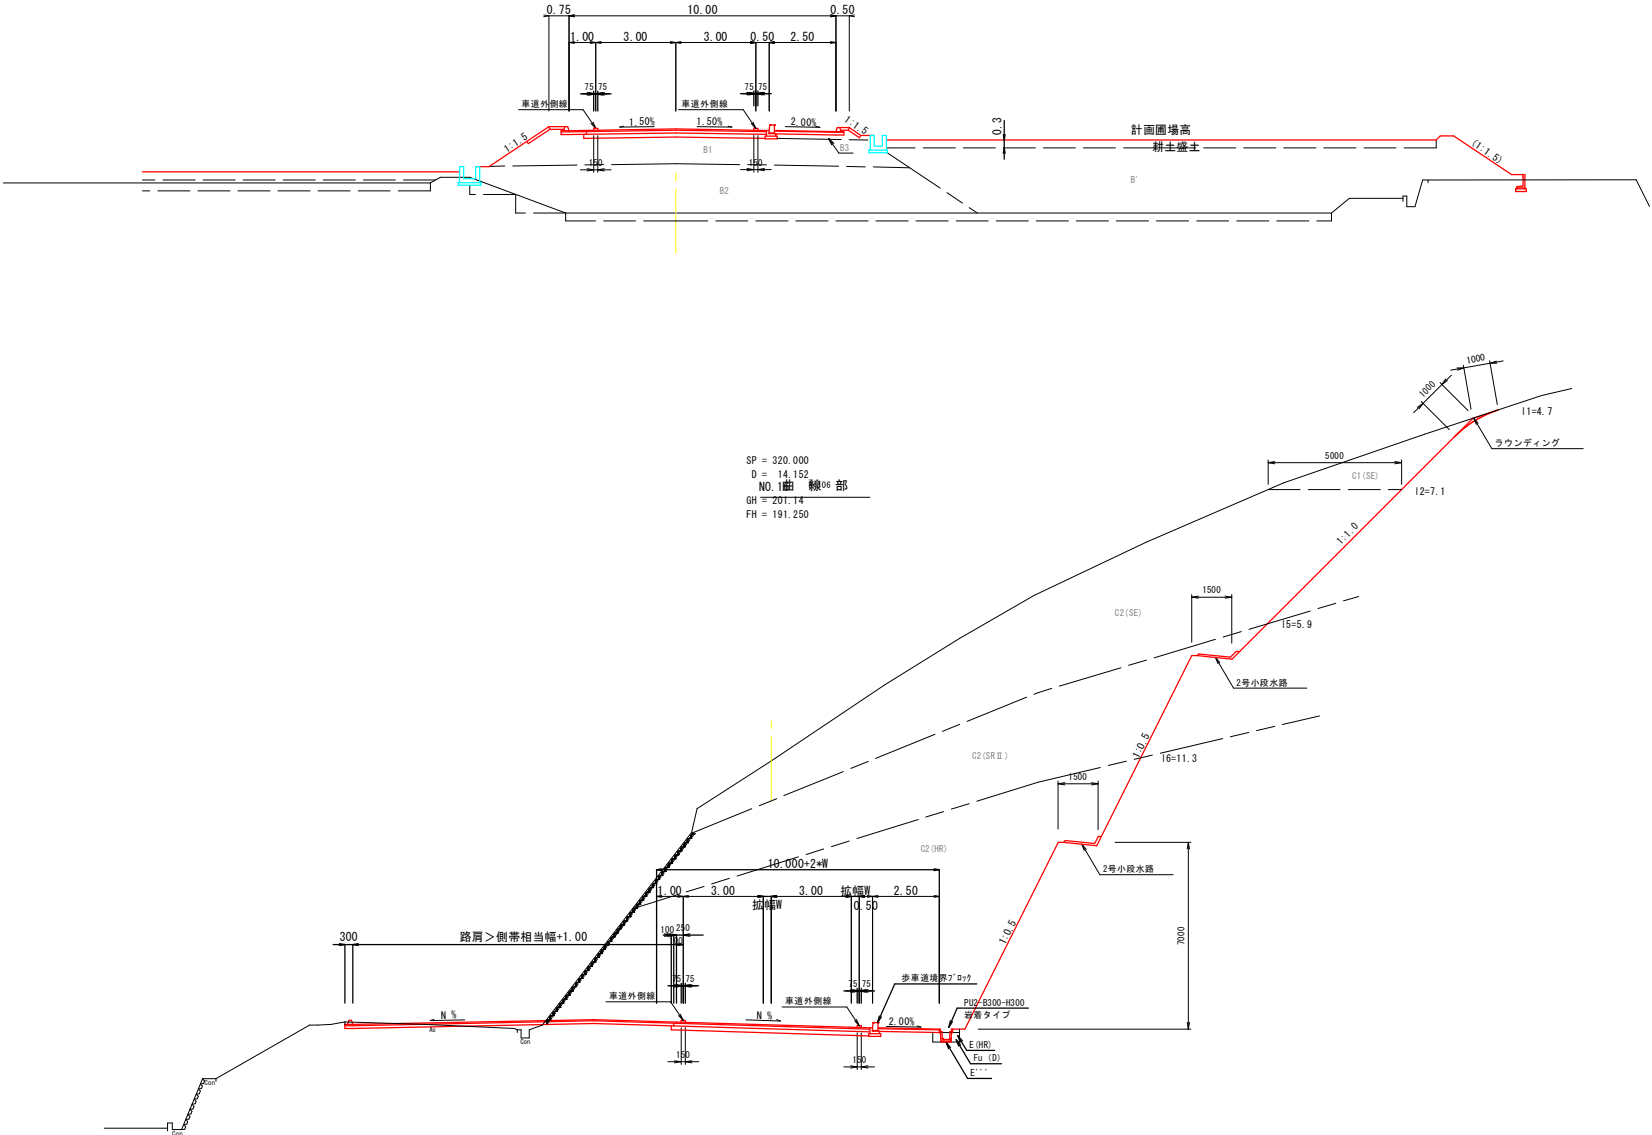 0.75 10.00 0.50
1.00 3.00 3.00 0.50 2.50
75 75 75 75
車道外側線 車道外側線
1:1.5 1.50% 1.50% 2.00% 1:1.5
0.3 計画圃場高
耕土盛土
(1:1.5)
B1 B3
150 150
B2 B'
1000 1000
l1=4.7
ラウンディング
5000
C1(SE)
l2=7.1
SP = 320.000
D = 14.152
曲 線 部
GH = 201.14
FH = 191.250
1:1.0
1500
C2(SE)
l5=5.9
2号小段水路
1:0.5
C2(SRⅡ)
l6=11.3
1500
C2(HR)
2号小段水路
10.000+2*W
1.00 3.00 3.00 拡幅W 2.50
拡幅W 0.50
300 路肩>側帯相当幅+1.00
100 250
75 75 75 75
1:0.5
7000
歩車道境界ブロック
車道外側線 車道外側線
PU2-B300-H300
岩着タイプ
N % N % 2.00%
As
Con
E(HR)
Fu (D)
150 150
Con
Con